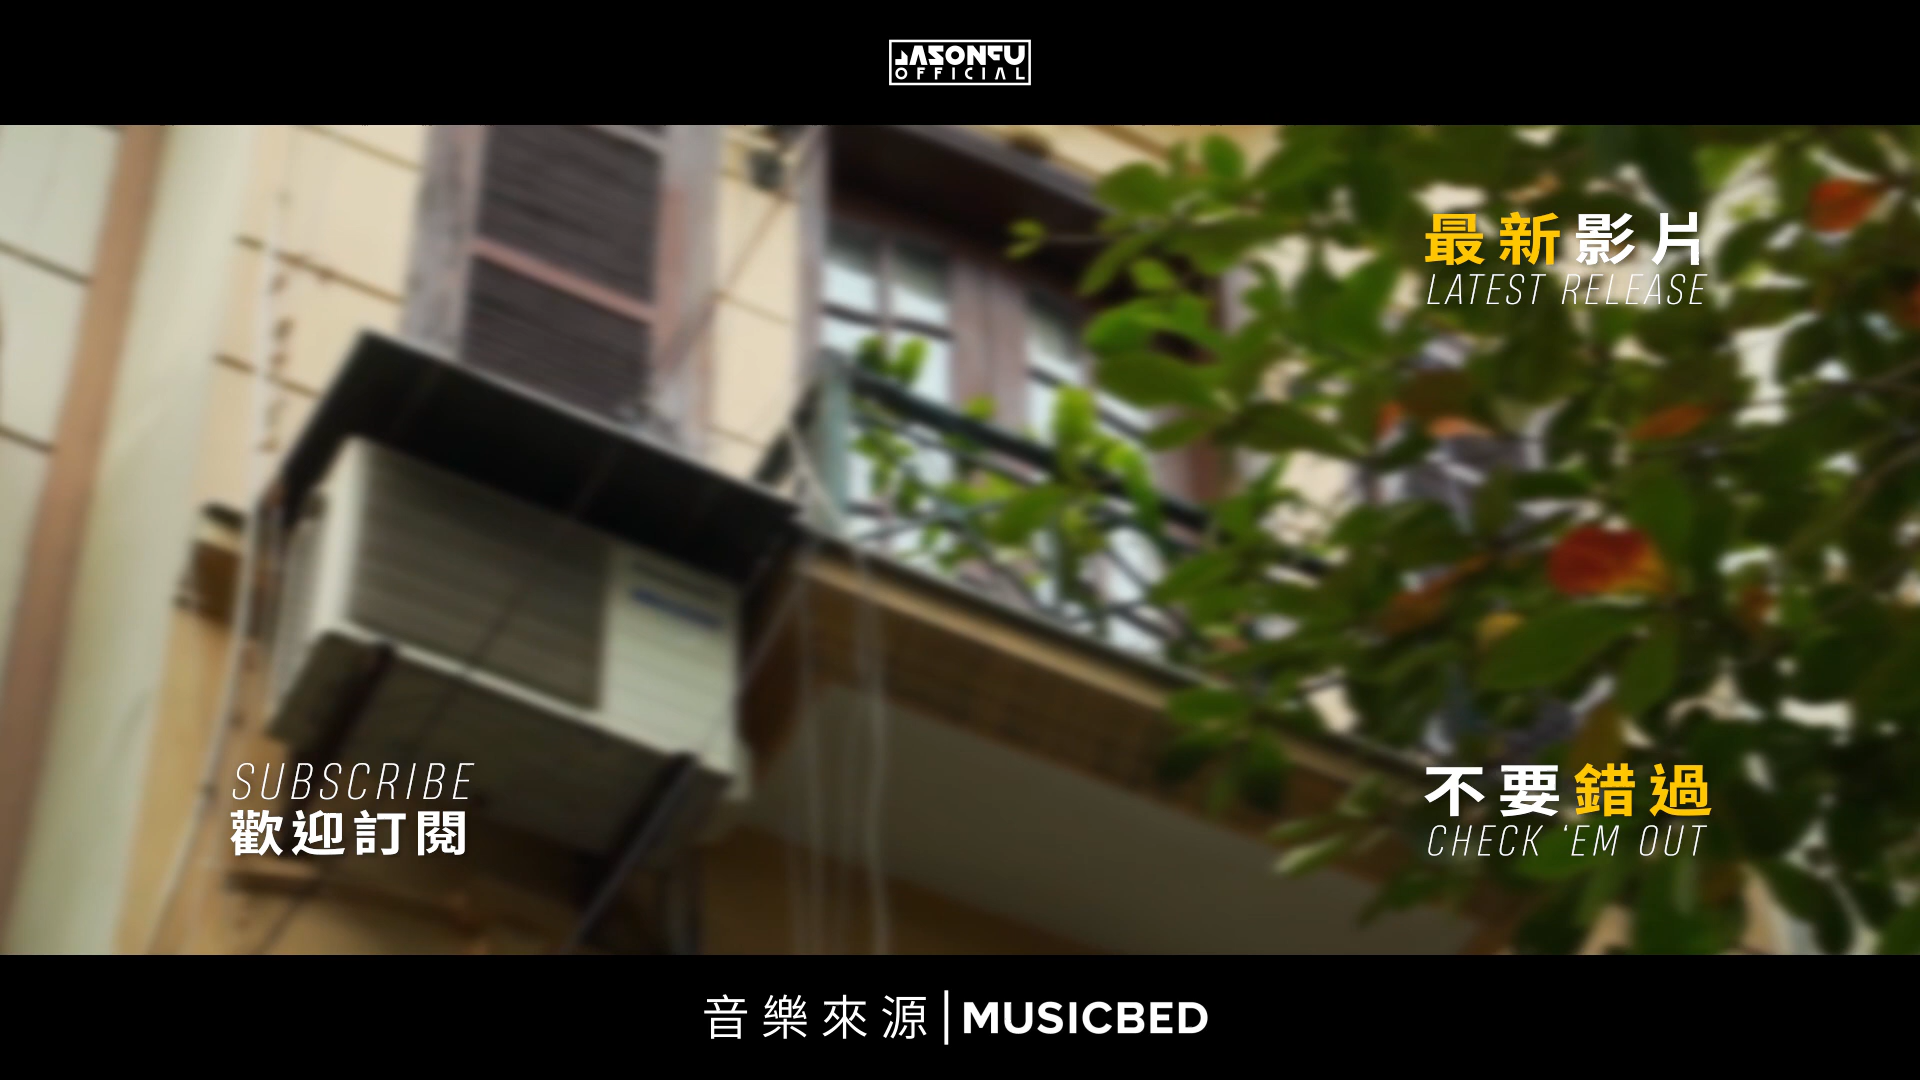 JASONFU
OFFICIAL
最新影片
LATEST RELEASE
SUBSCRIBE
歡迎訂閱
不要錯過
CHECK ‘EM OUT
音樂來源|MUSICBED